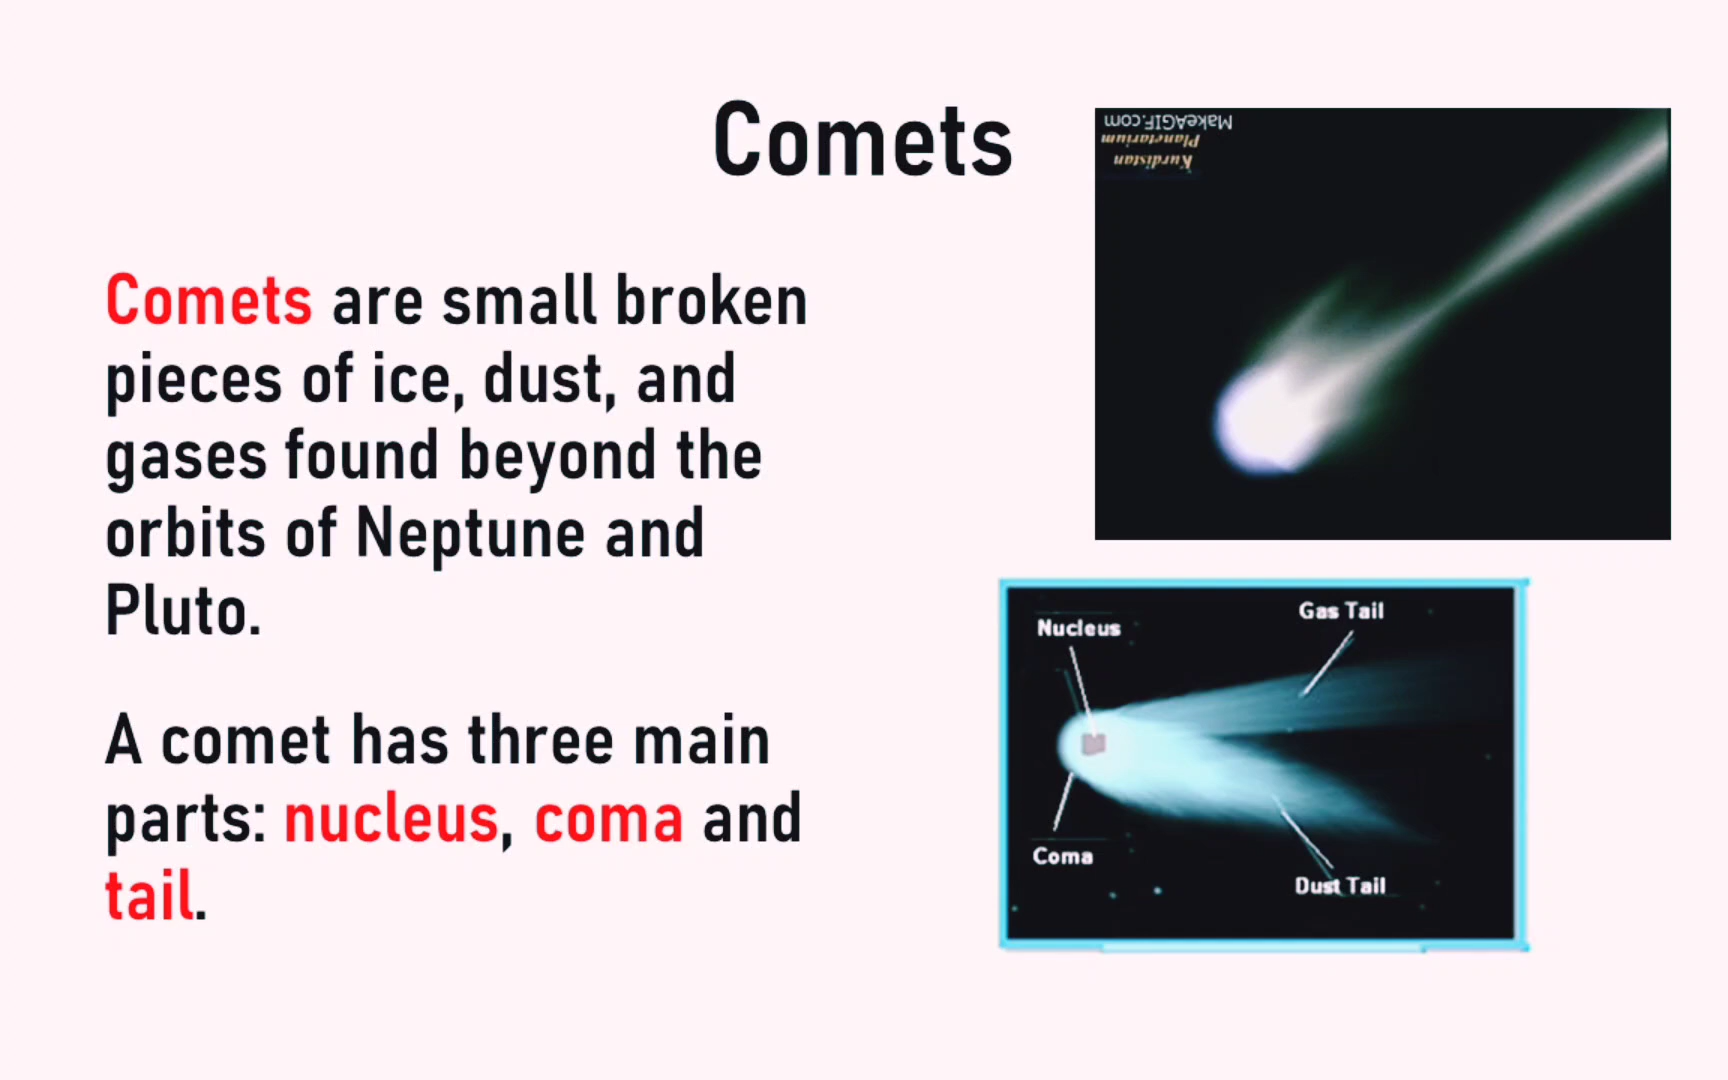 Comets
Comets are small broken
pieces of ice, dust, and
gases found beyond the
orbits of Neptune and
Pluto.
A comet has three main
parts: nucleus, coma and
tail.
MakeAGIF.com
Kurdistan
Planetarium
Nucleus
Gas Tail
Coma
Dust Tail